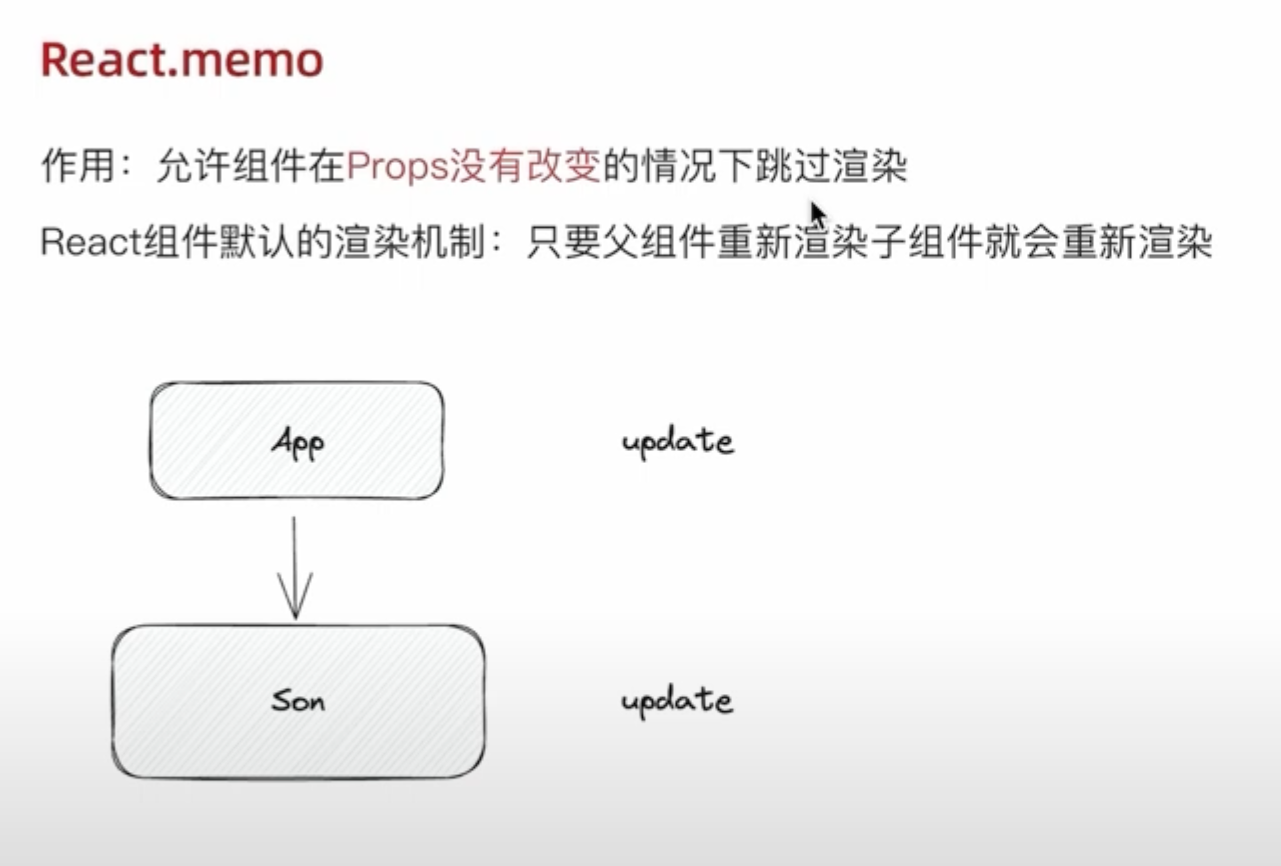 React.memo
作用：允许组件在Props没有改变的情况下跳过渲染
React组件默认的渲染机制：只要父组件重新渲染子组件就会重新渲染
App
update
Son
update